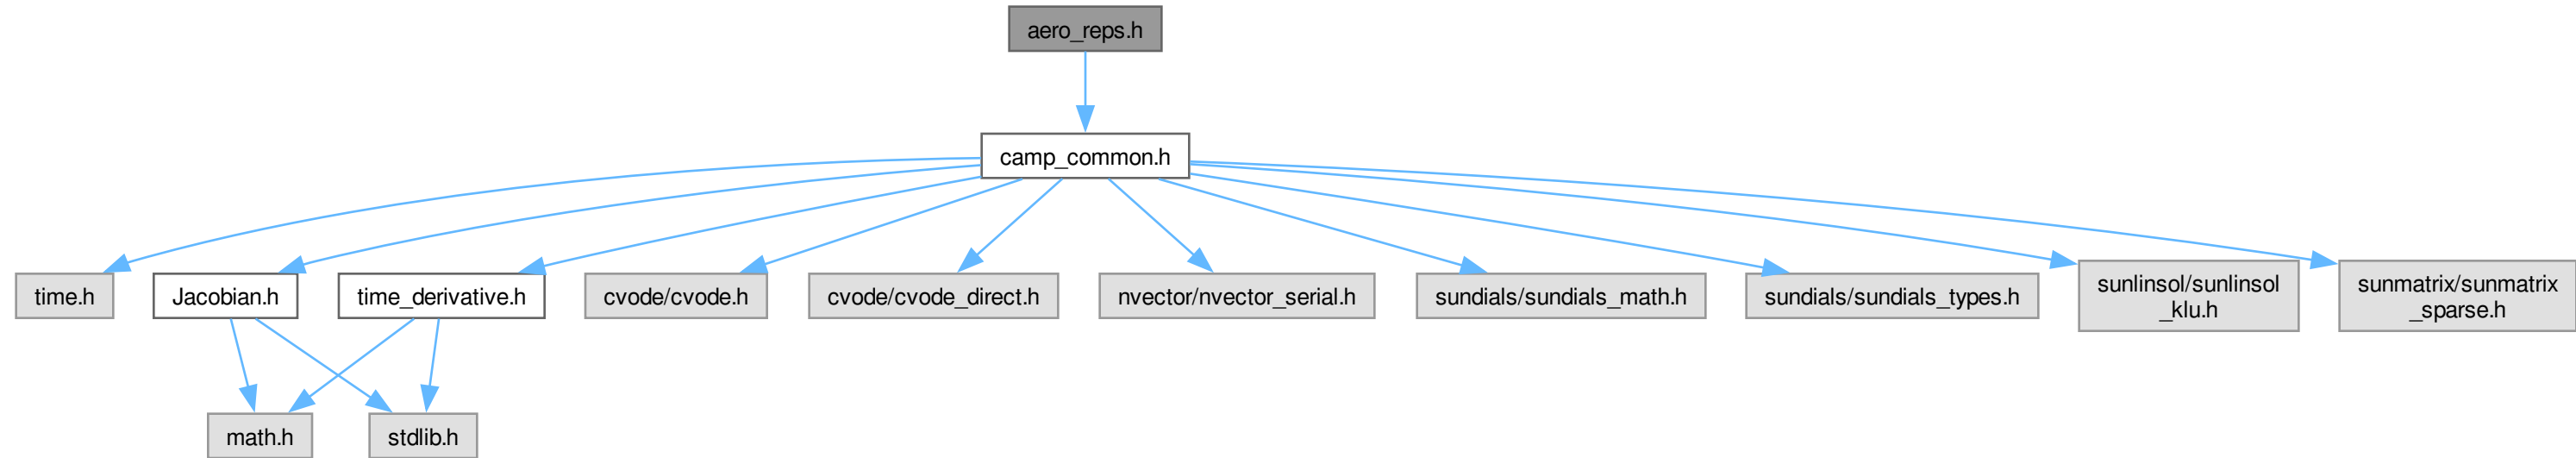 aero_reps.h
camp_common.h
time.h
Jacobian.h
time_derivative.h
cvode/cvode.h
cvode/cvode_direct.h
nvector/nvector_serial.h
sundials/sundials_math.h
sundials/sundials_types.h
sunlinsol/sunlinsol
_klu.h
sunmatrix/sunmatrix
_sparse.h
math.h
stdlib.h